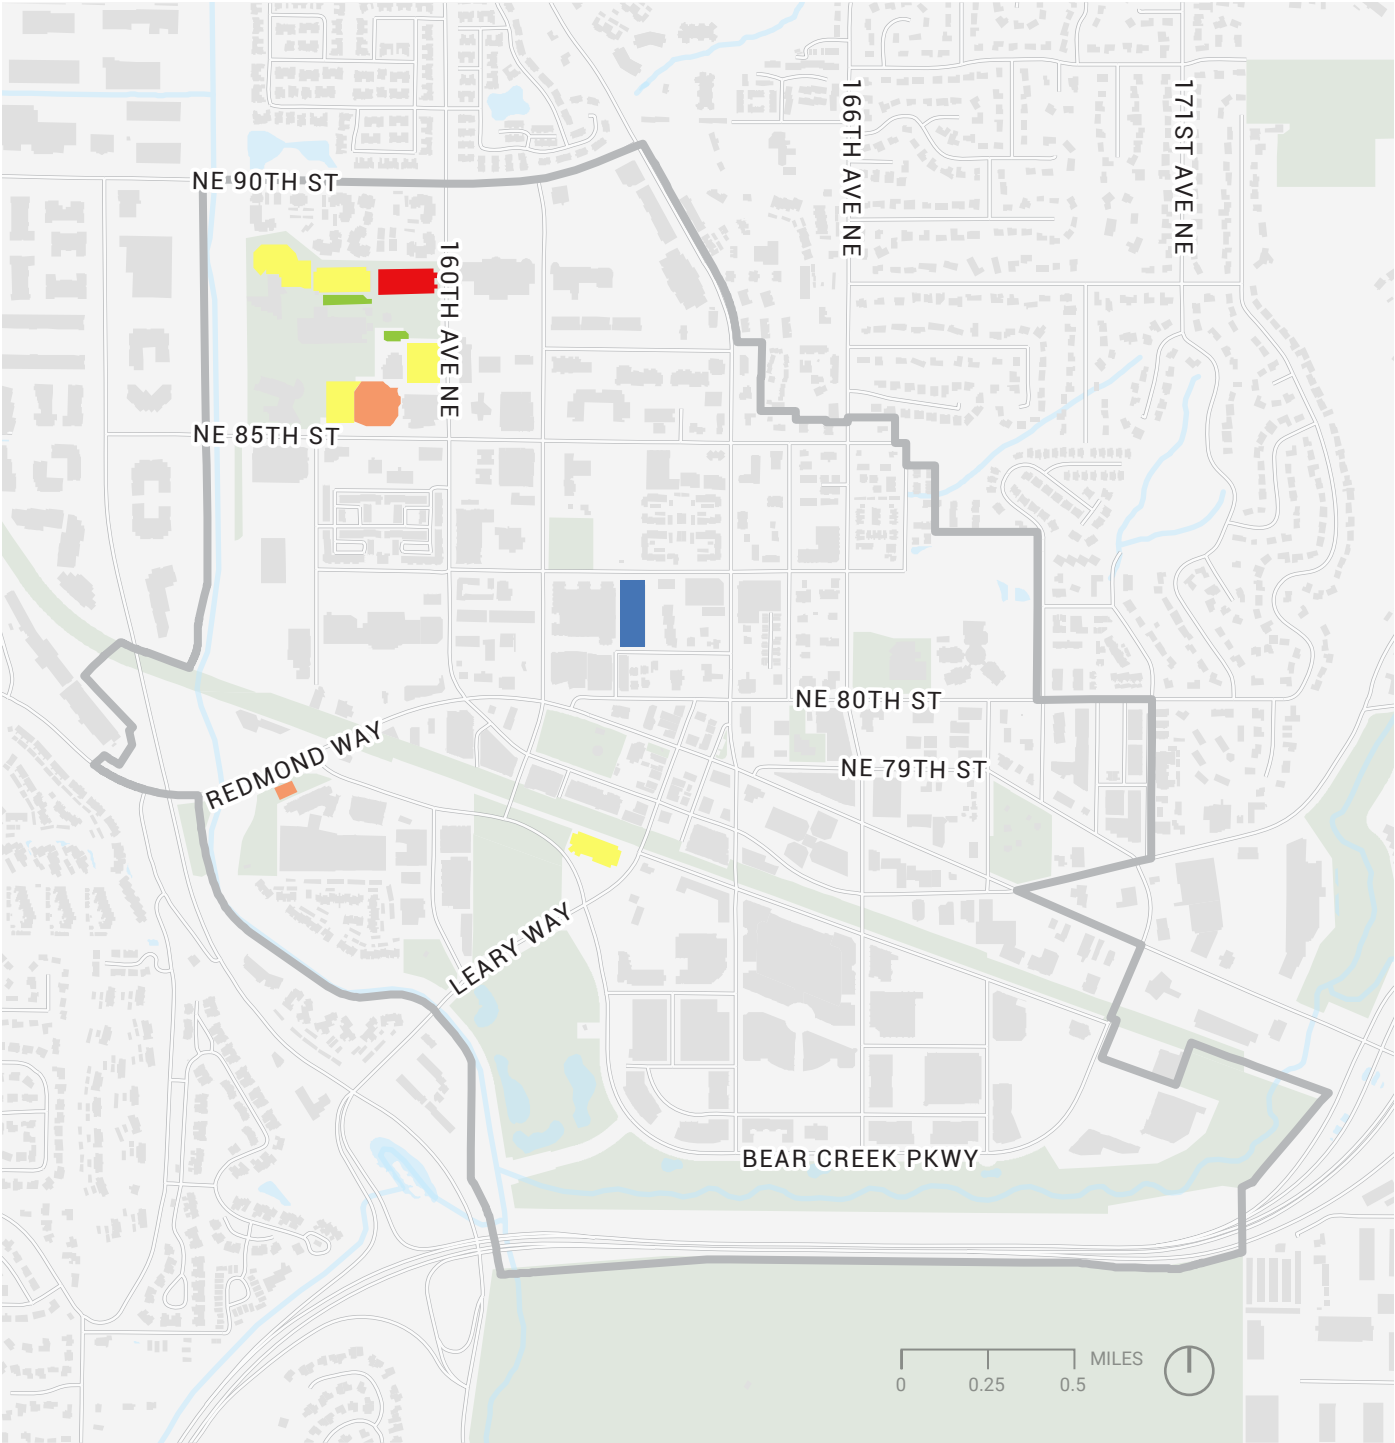 166TH AVE NE
171ST AVE NE
NE 90TH ST
160TH AVE NE
NE 85TH ST
NE 80TH ST
REDMOND WAY
NE 79TH ST
LEARY WAY
BEAR CREEK PKWY
MILES
0 0.25 0.5